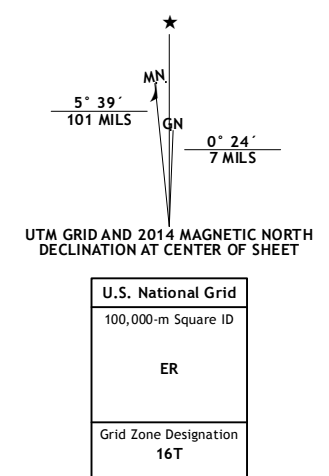 ★
MN.
5° 39´
101 MILS
GN
0° 24´
7 MILS
UTM GRID AND 2014 MAGNETIC NORTH
DECLINATION AT CENTER OF SHEET
U.S. National Grid
100,000-m Square ID
ER
Grid Zone Designation
16T